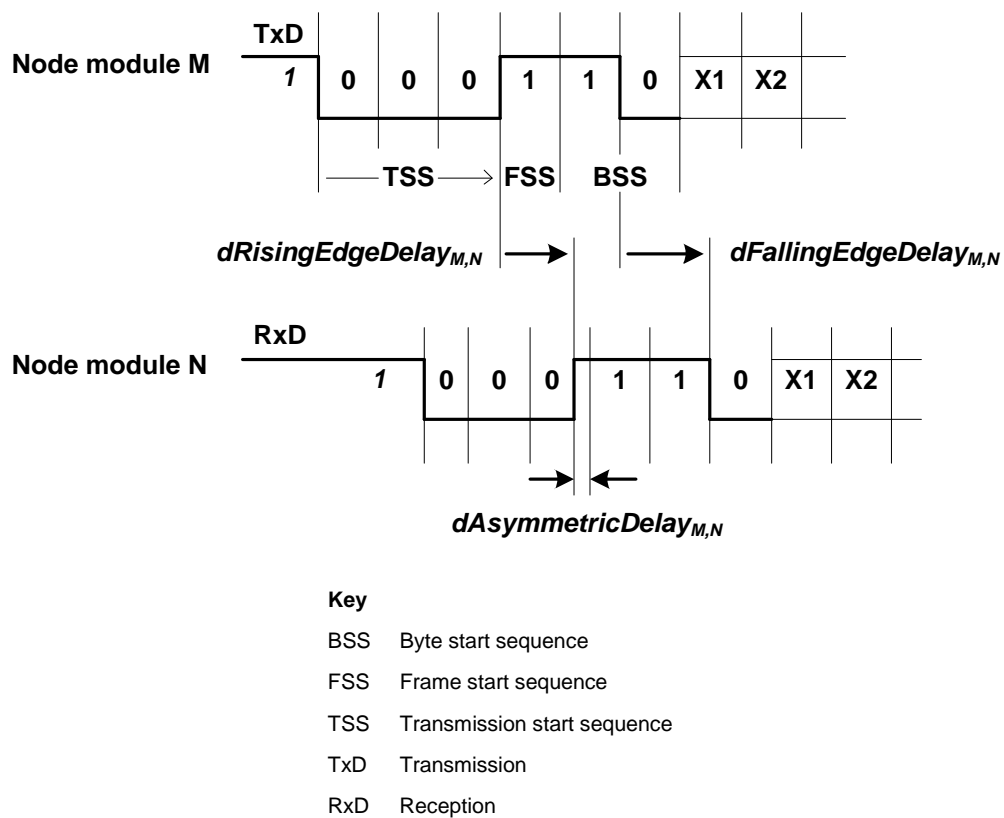 TxD
Node module M
1 0 0 0 1 1 0 X1 X2
TSS FSS BSS
dRisingEdgeDelayM,N dFallingEdgeDelayM,N
RxD
Node module N
1 0 0 0 1 1 0 X1 X2
dAsymmetricDelayM,N
Key
BSS Byte start sequence
FSS Frame start sequence
TSS Transmission start sequence
TxD Transmission
RxD Reception